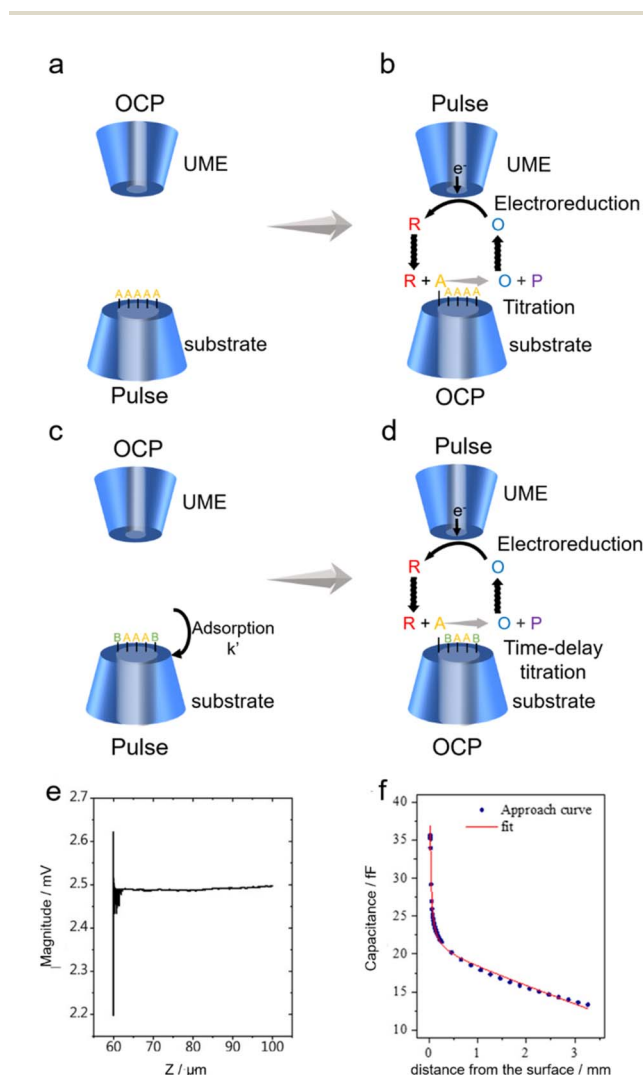 a
OCP
UME
AAAAA
substrate
Pulse
b
Pulse
UME
e-
Electroreduction
R O
R + A O + P
AAAA
Titration
substrate
OCP
c
OCP
UME
Adsorption
k'
BAAAB
substrate
Pulse
d
Pulse
UME
e-
Electroreduction
R O
R + A O + P
BAAB
Time-delay
titration
substrate
OCP
e
2.7
2.6
2.5
2.4
2.3
2.2
Magnitude / mV
60 70 80 90 100
Z / μm
f
40
35
30
25
20
15
10
Capacitance / fF
Approach curve
fit
0 1 2 3
distance from the surface / mm